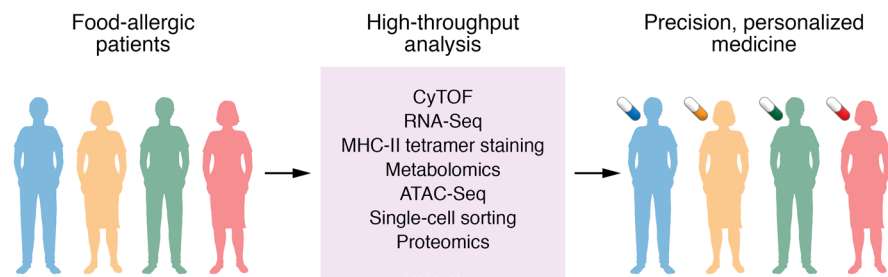 Food-allergic
patients
High-throughput
analysis
CyTOF
RNA-Seq
MHC-II tetramer staining
Metabolomics
ATAC-Seq
Single-cell sorting
Proteomics
Precision, personalized
medicine